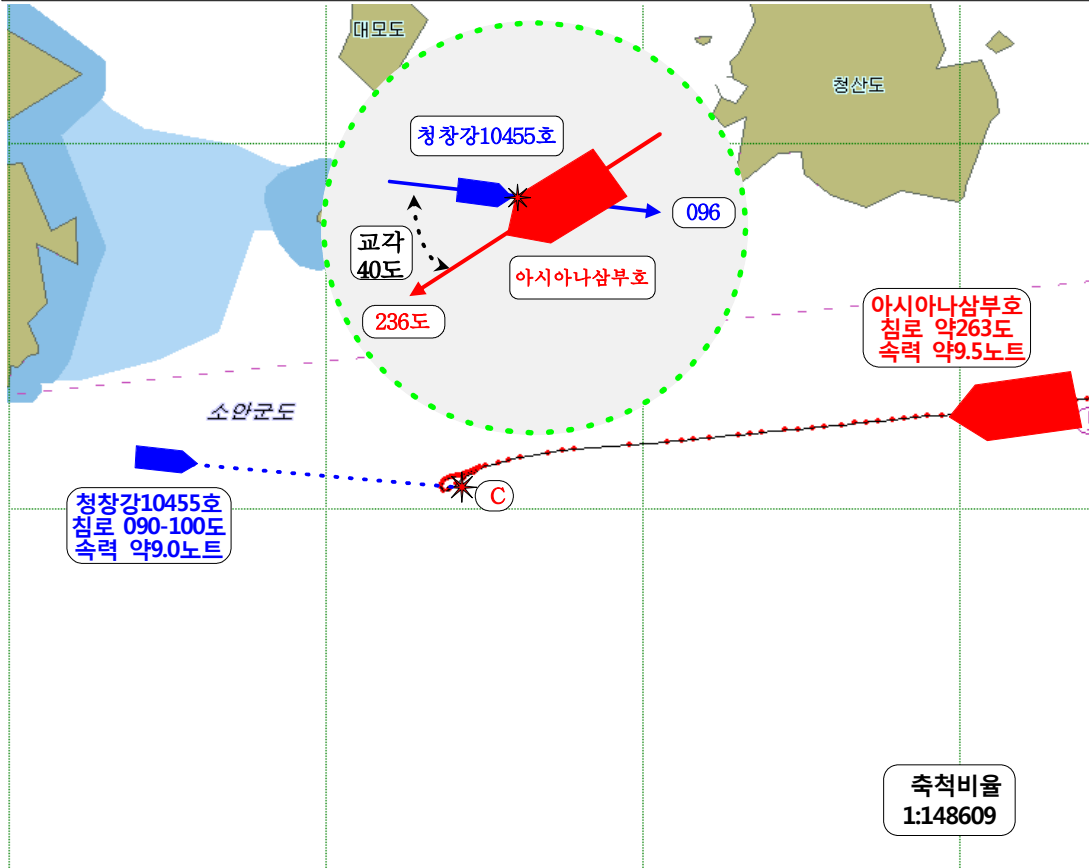 대모도
청산도
청창강10455호
096
교각
40도
아시아나삼부호
236도
아시아나삼부호
침로 약263도
속력 약9.5노트
소안군도
C
청창강10455호
침로 090-100도
속력 약9.0노트
축척비율
1:148609